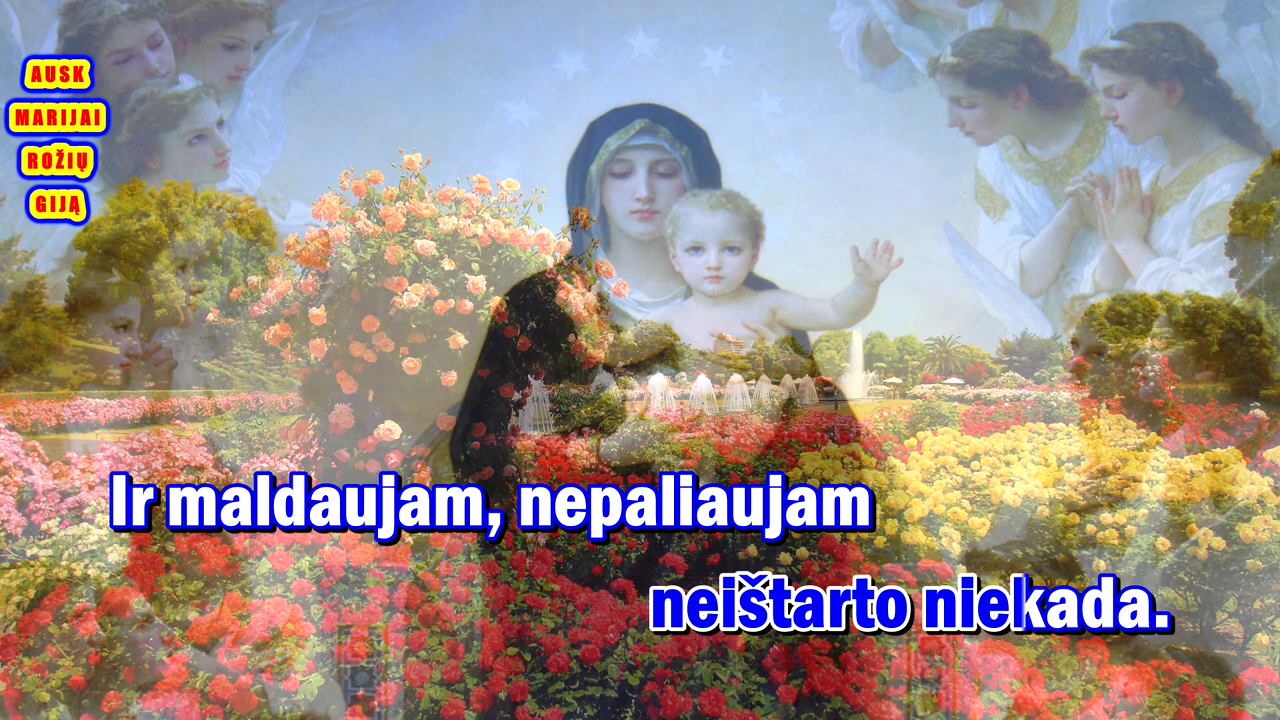 AUSK
MARIJAI
ROŽIŲ
GIJĄ
Ir maldaujam, nepaliaujam
neištarto niekada.